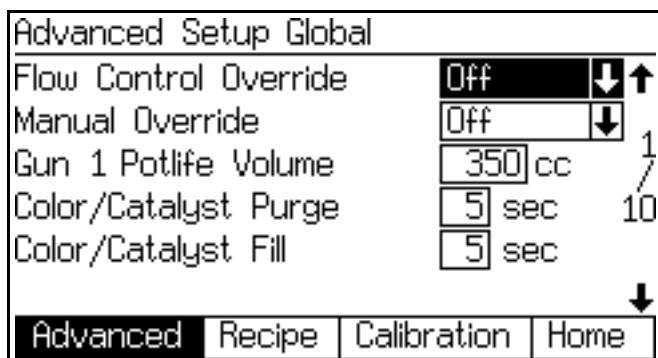 Advanced Setup Global
Flow Control Override Off
Manual Override Off
Gun 1 Potlife Volume 350 cc
Color/Catalyst Purge 5 sec
Color/Catalyst Fill 5 sec
1
/
10
Advanced Recipe Calibration Home